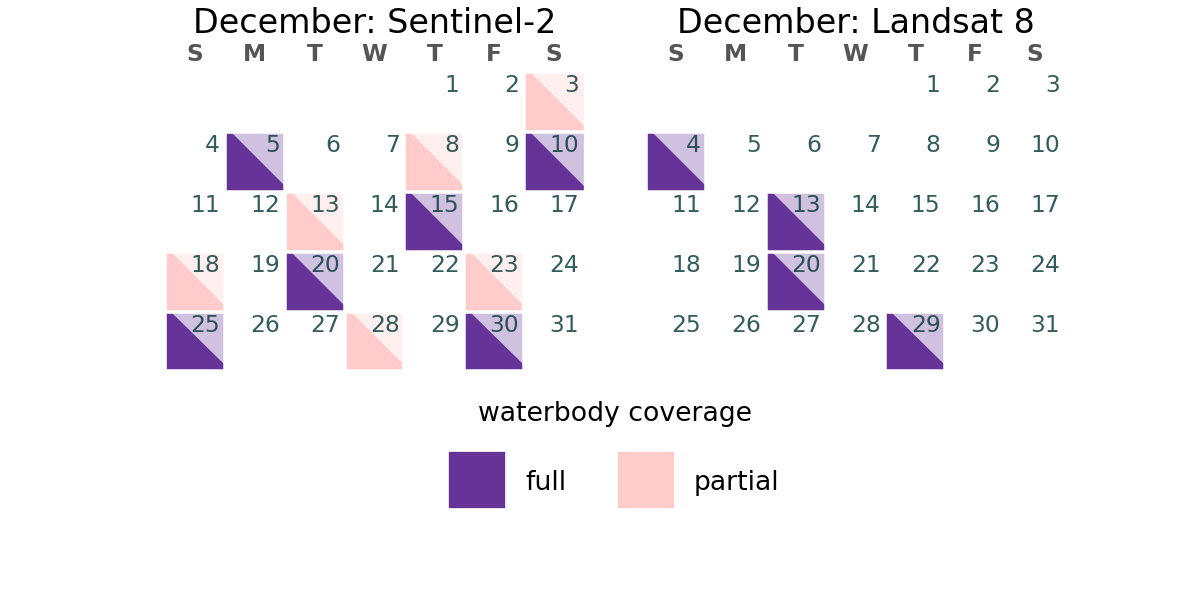 December: Sentinel-2
S M T W T F S
1 2 3
4 5 6 7 8 9 10
11 12 13 14 15 16 17
18 19 20 21 22 23 24
25 26 27 28 29 30 31
December: Landsat 8
S M T W T F S
1 2 3
4 5 6 7 8 9 10
11 12 13 14 15 16 17
18 19 20 21 22 23 24
25 26 27 28 29 30 31
waterbody coverage
full
partial